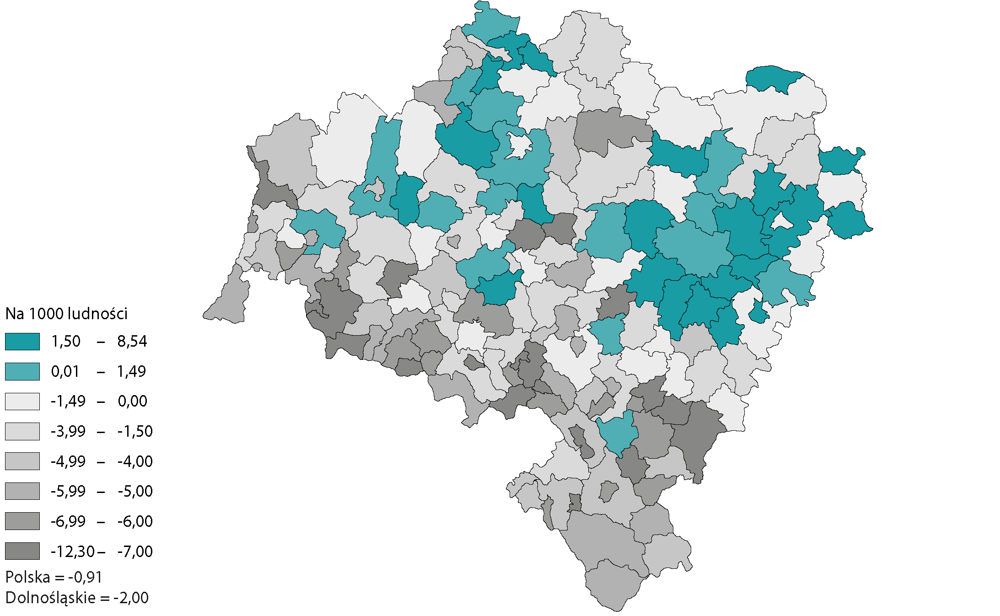 Na 1000 ludności
1,50 – 8,54
0,01 – 1,49
-1,49 – 0,00
-3,99 – -1,50
-4,99 – -4,00
-5,99 – -5,00
-6,99 – -6,00
-12,30 – -7,00
Polska = -0,91
Dolnośląskie = -2,00